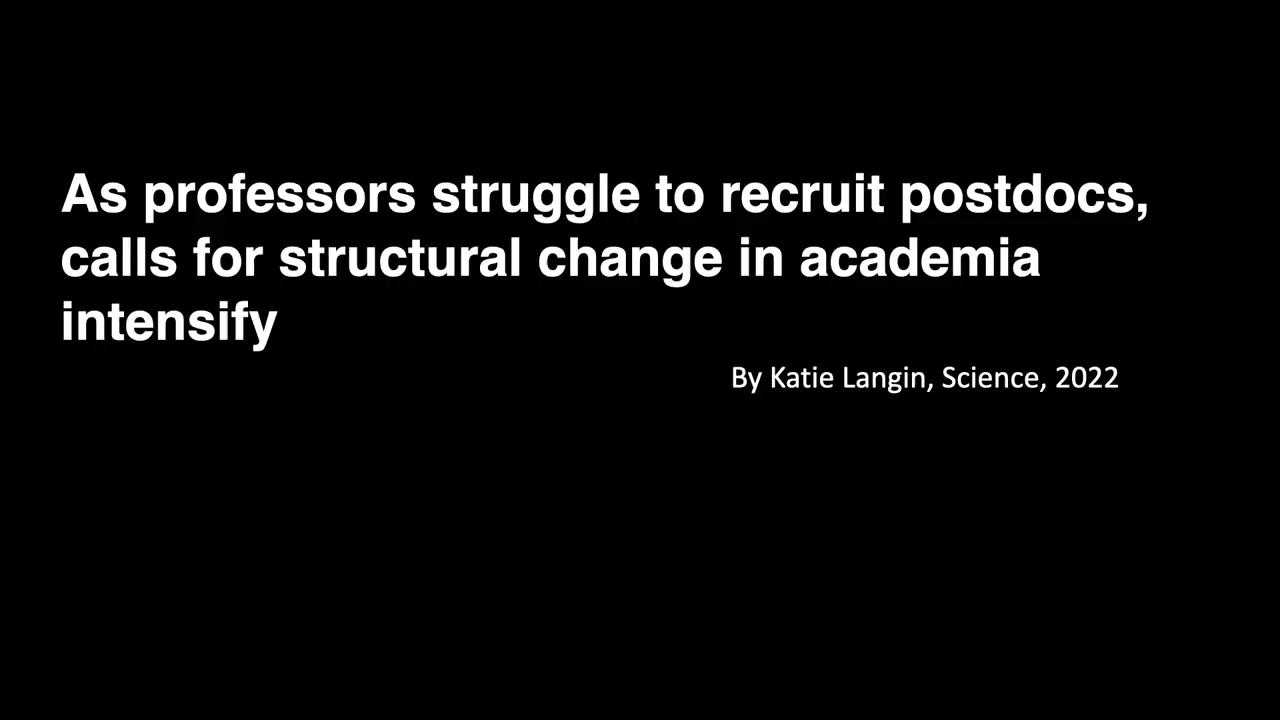 As professors struggle to recruit postdocs,
calls for structural change in academia
intensify
By Katie Langin, Science, 2022